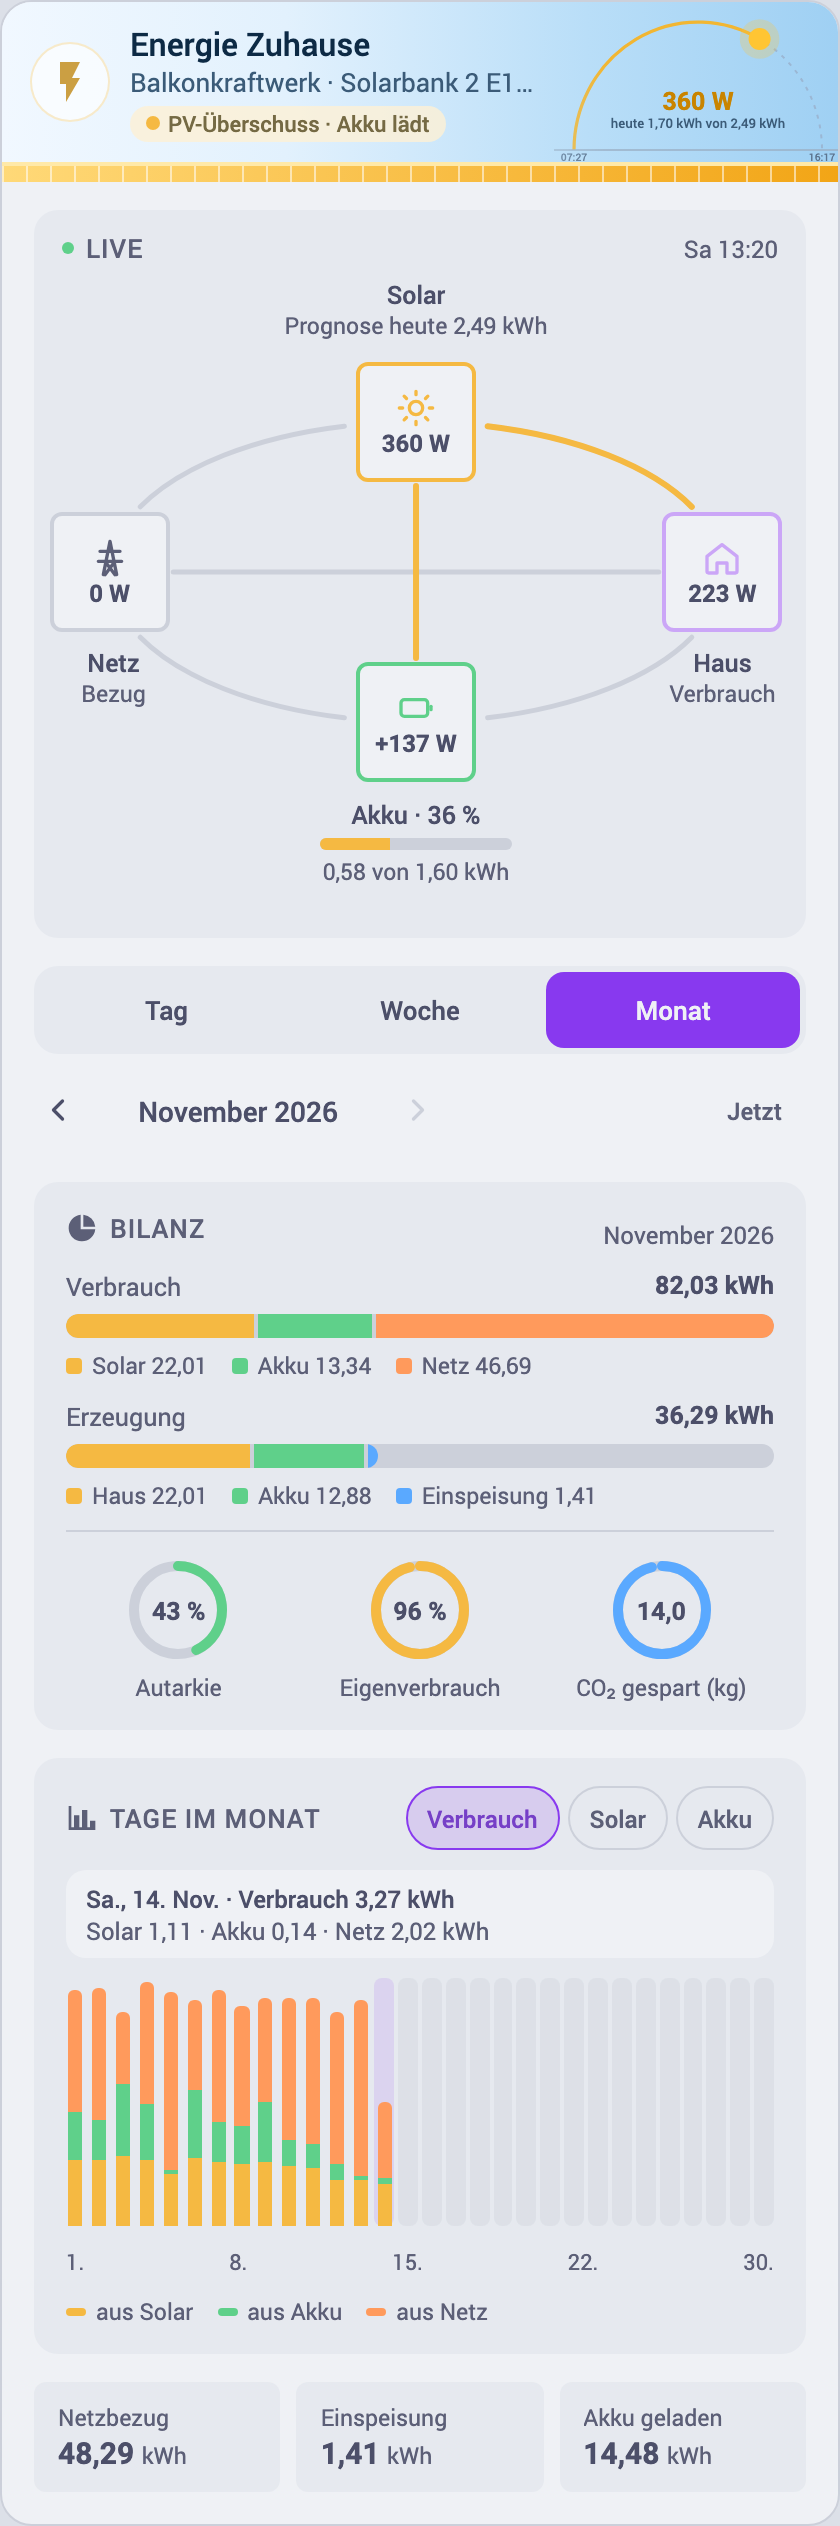 Energie Zuhause
Balkonkraftwerk · Solarbank 2 E1…
PV-Überschuss · Akku lädt
360 W
heute 1,70 kWh von 2,49 kWh
07:27
16:17
LIVE
Sa 13:20
Solar
Prognose heute 2,49 kWh
360 W
0 W
223 W
Netz
Bezug
Haus
Verbrauch
+137 W
Akku · 36 %
0,58 von 1,60 kWh
Tag
Woche
Monat
November 2026
Jetzt
BILANZ
November 2026
Verbrauch
82,03 kWh
Solar 22,01
Akku 13,34
Netz 46,69
Erzeugung
36,29 kWh
Haus 22,01
Akku 12,88
Einspeisung 1,41
43 %
96 %
14,0
Autarkie
Eigenverbrauch
CO₂ gespart (kg)
TAGE IM MONAT
Verbrauch
Solar
Akku
Sa., 14. Nov. · Verbrauch 3,27 kWh
Solar 1,11 · Akku 0,14 · Netz 2,02 kWh
1.
8.
15.
22.
30.
aus Solar
aus Akku
aus Netz
Netzbezug
48,29 kWh
Einspeisung
1,41 kWh
Akku geladen
14,48 kWh